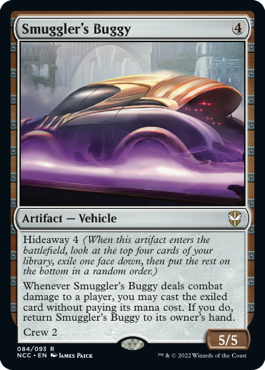 Smuggler's Buggy 4
Artifact — Vehicle
Hideaway 4 (When this artifact enters the
battlefield, look at the top four cards of your
library, exile one face down, then put the rest on
the bottom in a random order.)
Whenever Smuggler's Buggy deals combat
damage to a player, you may cast the exiled
card without paying its mana cost. If you do,
return Smuggler's Buggy to its owner's hand.
Crew 2
5/5
084/093 R
NCC • EN James Paick ™ & © 2022 Wizards of the Coast